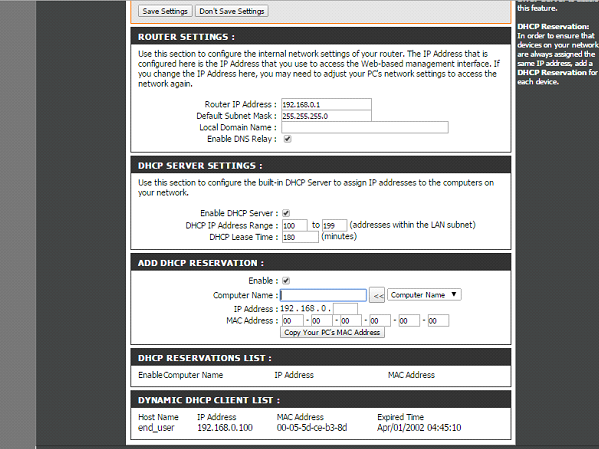 Save Settings Don't Save Settings
this feature.
DHCP Reservation:
In order to ensure that
devices on your network
are always assigned the
same IP address, add a
DHCP Reservation for
each device.
ROUTER SETTINGS :
Use this section to configure the internal network settings of your router. The IP Address that is
configured here is the IP Address that you use to access the Web-based management interface. If
you change the IP Address here, you may need to adjust your PC's network settings to access the
network again.
Router IP Address : 192.168.0.1
Default Subnet Mask : 255.255.255.0
Local Domain Name :
Enable DNS Relay :
DHCP SERVER SETTINGS :
Use this section to configure the built-in DHCP Server to assign IP addresses to the computers on
your network.
Enable DHCP Server :
DHCP IP Address Range : 100 to 199 (addresses within the LAN subnet)
DHCP Lease Time : 180 (minutes)
ADD DHCP RESERVATION :
Enable :
Computer Name : << Computer Name
IP Address : 192.168.0.
MAC Address : 00 - 00 - 00 - 00 - 00 - 00
Copy Your PC's MAC Address
DHCP RESERVATIONS LIST :
Enable Computer Name IP Address MAC Address
DYNAMIC DHCP CLIENT LIST :
Host Name IP Address MAC Address Expired Time
end_user 192.168.0.100 00-05-5d-ce-b3-8d Apr/01/2002 04:45:10